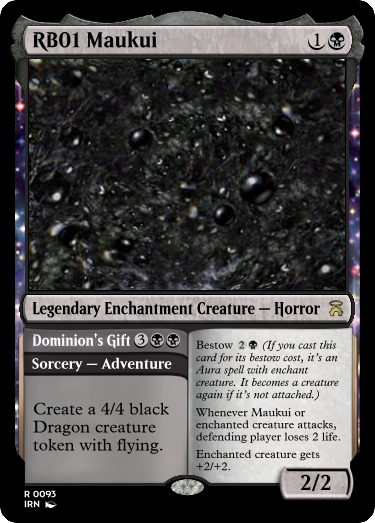 RB01 Maukui 1
Legendary Enchantment Creature — Horror
Dominion's Gift 3
Sorcery — Adventure
Create a 4/4 black
Dragon creature
token with flying.
Bestow 2 (If you cast this
card for its bestow cost, it's an
Aura spell with enchant
creature. It becomes a creature
again if it's not attached.)
Whenever Maukui or
enchanted creature attacks,
defending player loses 2 life.
Enchanted creature gets
+2/+2.
2/2
R 0093
IRN